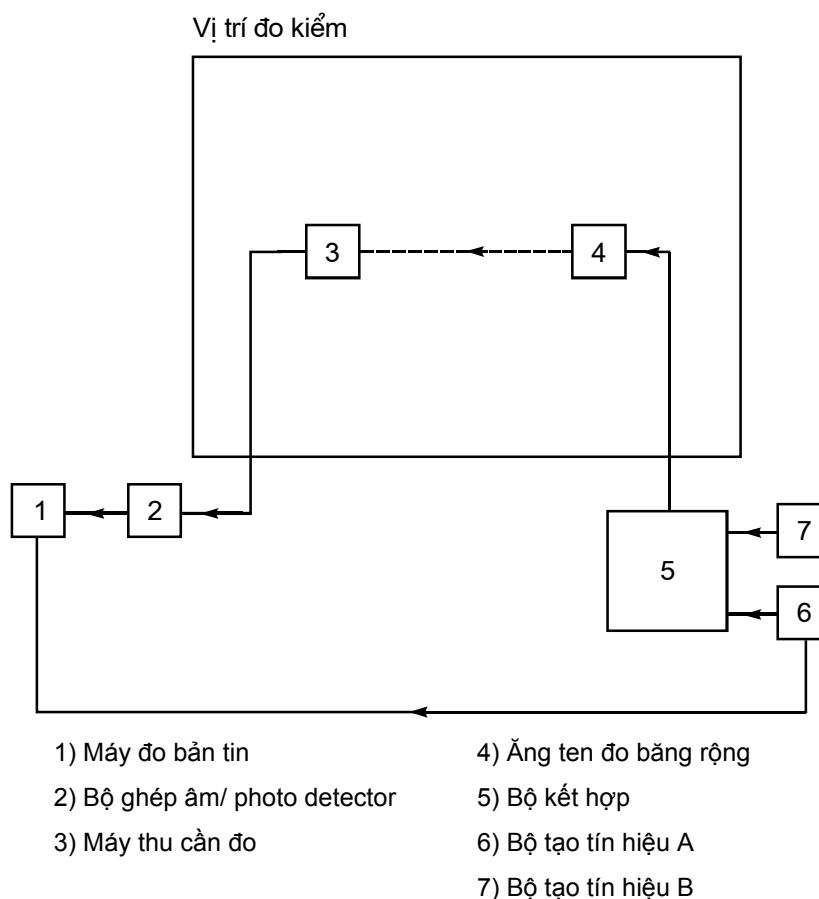 Vị trí đo kiểm
3
4
1
2
7
5
6
1) Máy đo bản tin
2) Bộ ghép âm/ photo detector
3) Máy thu cần đo
4) Ăng ten đo băng rộng
5) Bộ kết hợp
6) Bộ tạo tín hiệu A
7) Bộ tạo tín hiệu B